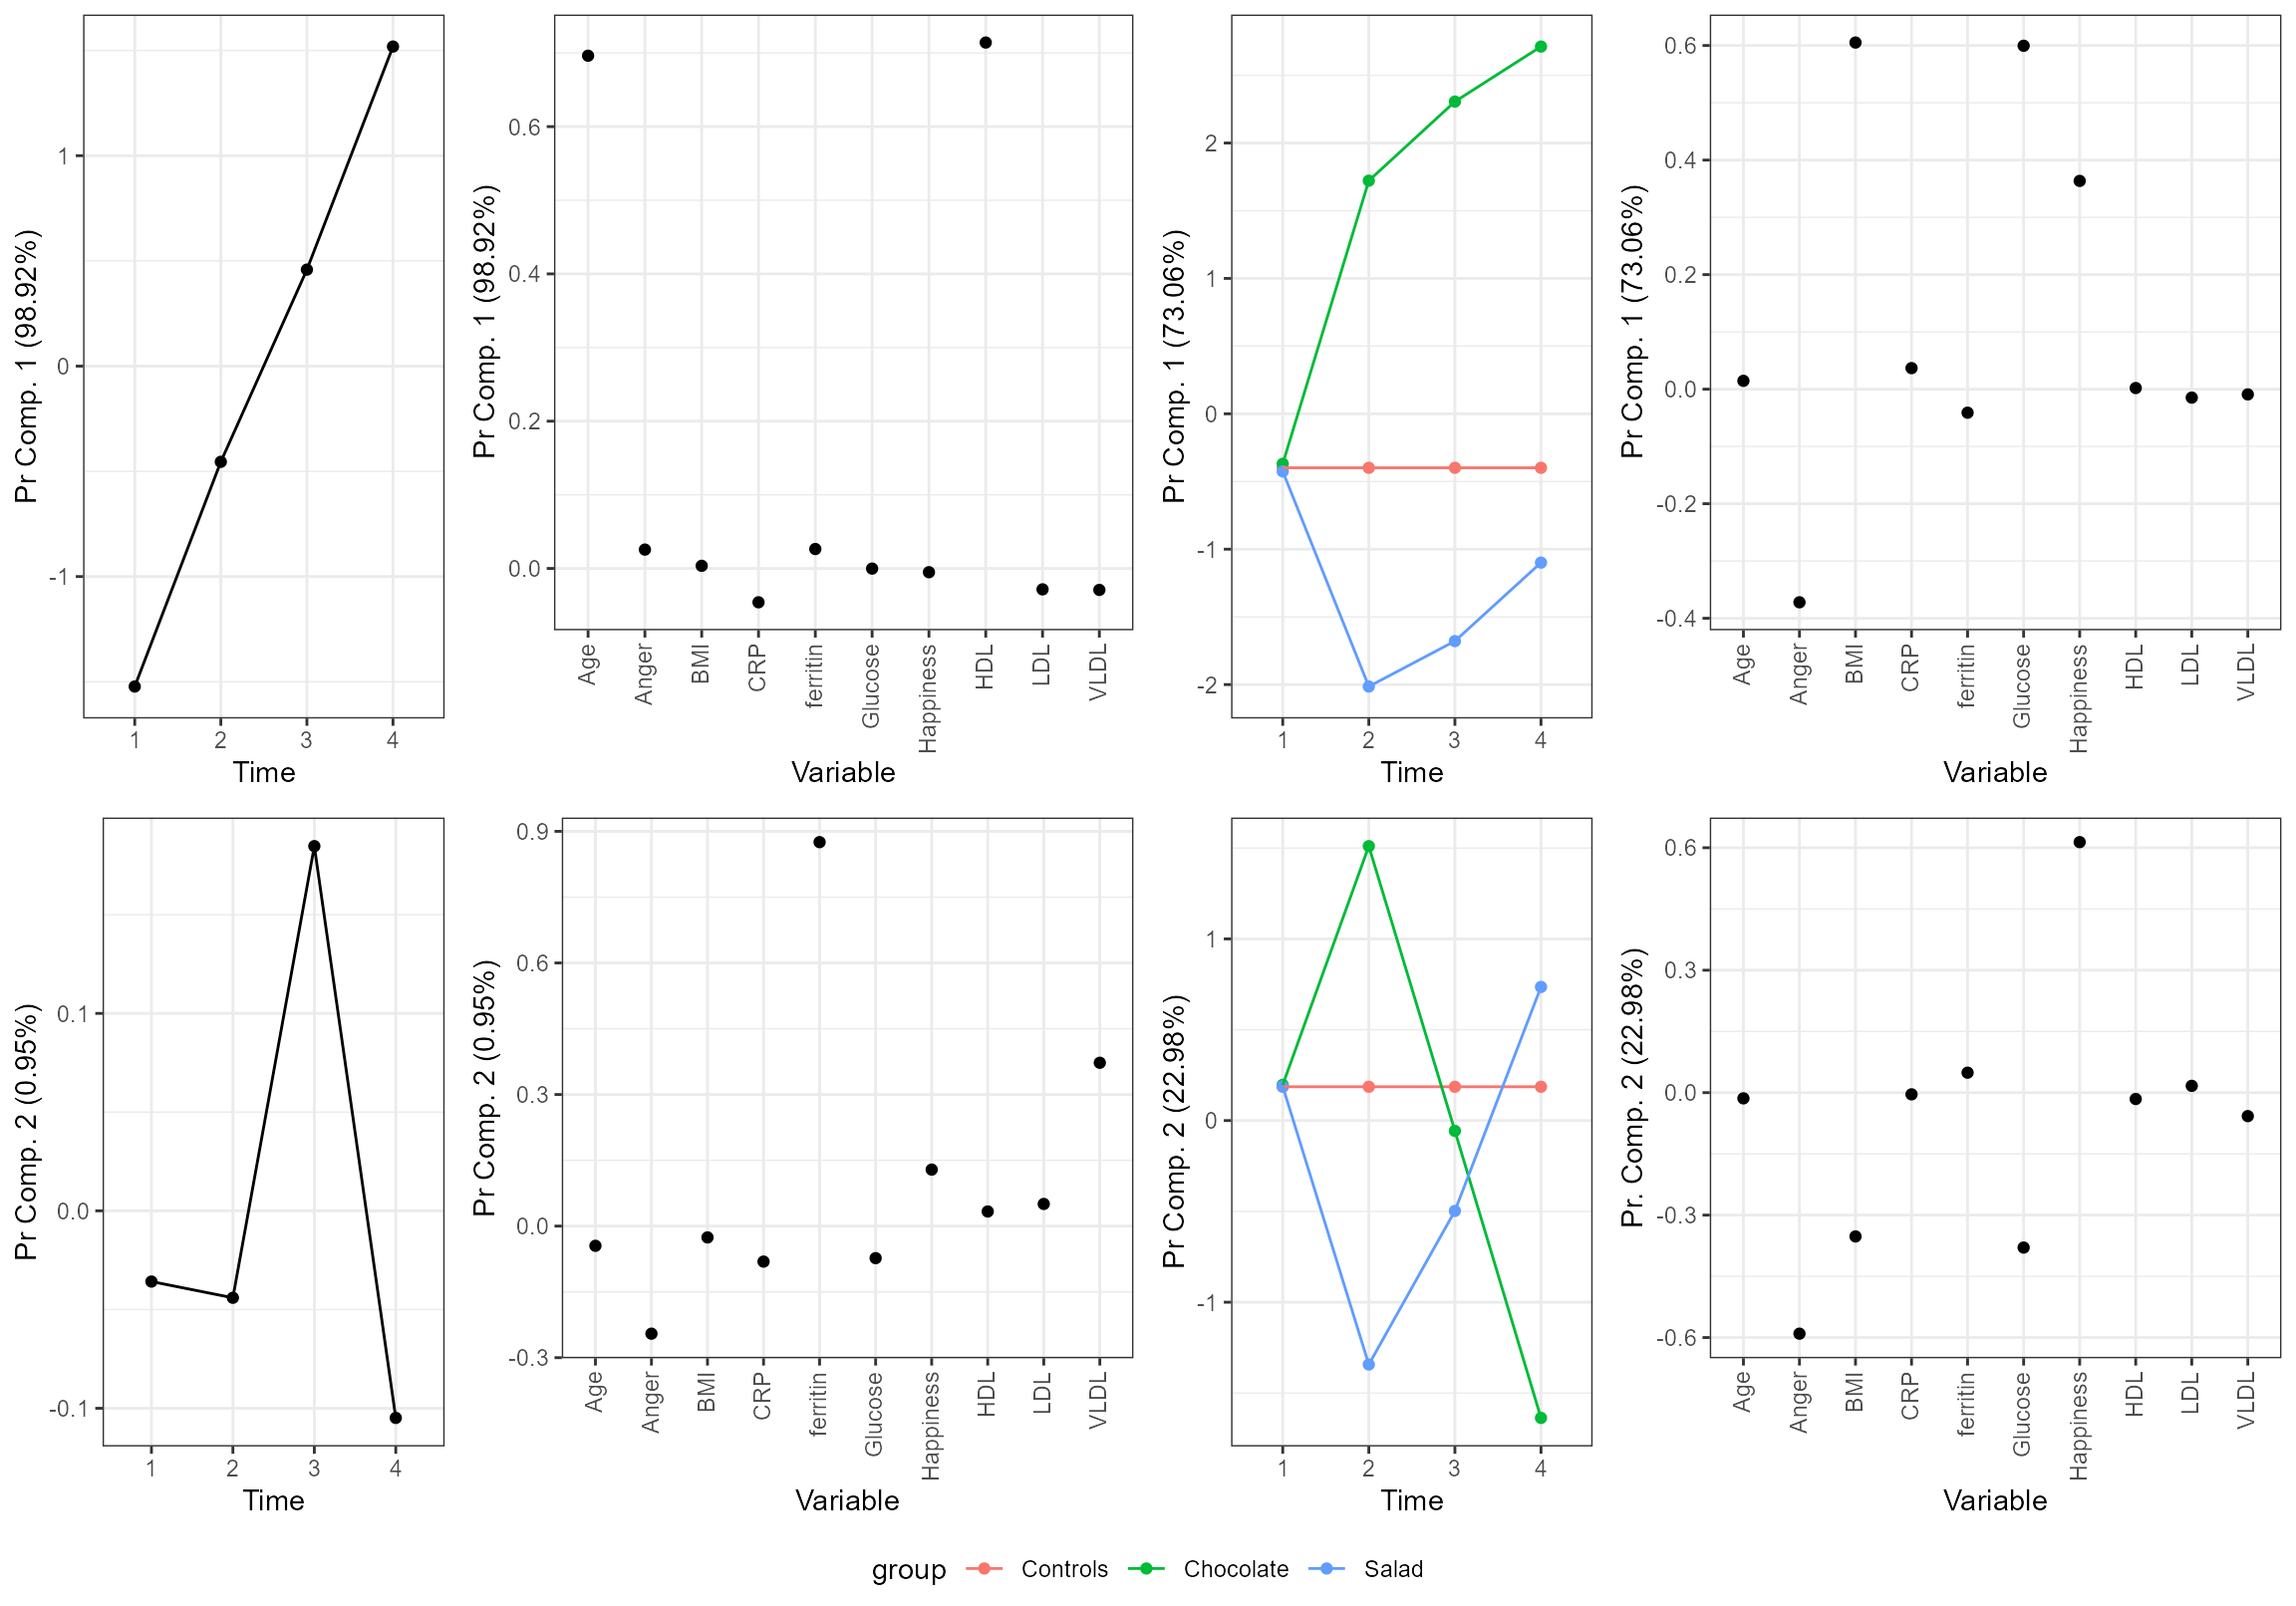 Pr Comp. 1 (98.92%)
1
0
-1
1 2 3 4
Time
Pr Comp. 1 (98.92%)
0.6
0.4
0.2
0.0
Age Anger BMI CRP ferritin Glucose Happiness HDL LDL VLDL
Variable
Pr Comp. 1 (73.06%)
2
1
0
-1
-2
1 2 3 4
Time
Pr Comp. 1 (73.06%)
0.6
0.4
0.2
0.0
-0.2
-0.4
Age Anger BMI CRP ferritin Glucose Happiness HDL LDL VLDL
Variable
Pr Comp. 2 (0.95%)
0.1
0.0
-0.1
1 2 3 4
Time
Pr Comp. 2 (0.95%)
0.9
0.6
0.3
0.0
-0.3
Age Anger BMI CRP ferritin Glucose Happiness HDL LDL VLDL
Variable
Pr Comp. 2 (22.98%)
1
0
-1
1 2 3 4
Time
Pr. Comp. 2 (22.98%)
0.6
0.3
0.0
-0.3
-0.6
Age Anger BMI CRP ferritin Glucose Happiness HDL LDL VLDL
Variable
group Controls Chocolate Salad